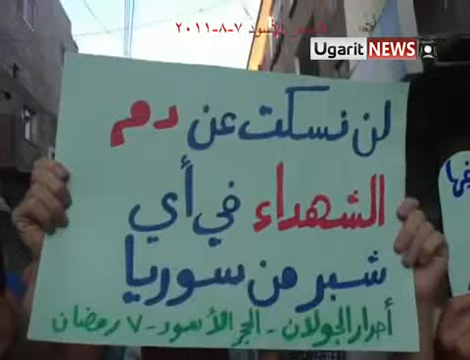 الحجر الأسود ٧-٨-٢٠١١
Ugarit NEWS
لن نسكت عن دم
الشهداء في أي
شبر من سوريا
أحرار الجولان - الحجر الأسود - ٧ رمضان